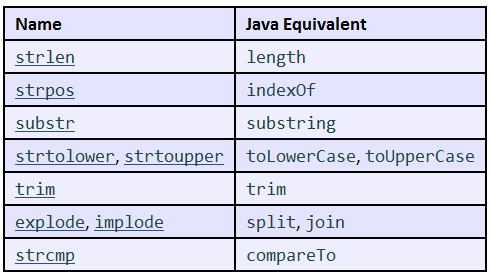 Name Java Equivalent
strlen length
strpos indexOf
substr substring
strtolower, strtoupper toLowerCase, toUpperCase
trim trim
explode, implode split, join
strcmp compareTo